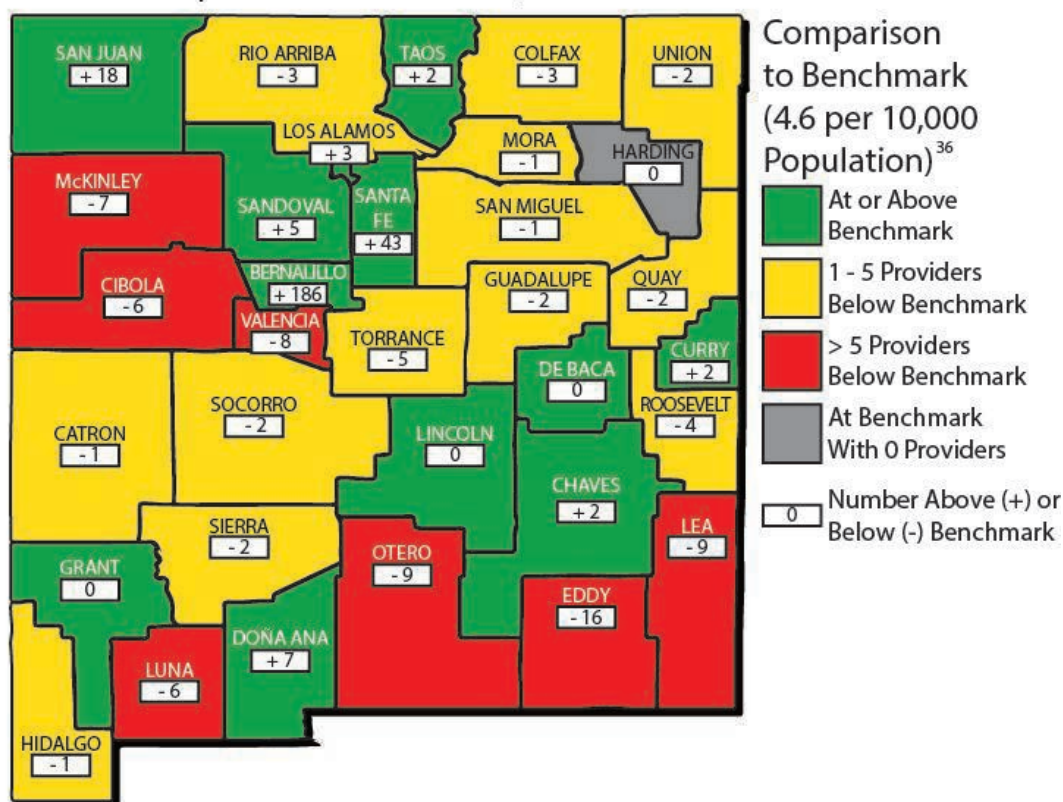 SAN JUAN
+ 18
RIO ARRIBA
- 3
TAOS
+ 2
COLFAX
- 3
UNION
- 2
LOS ALAMOS
+ 3
MORA
- 1
HARDING
0
McKINLEY
- 7
SANDOVAL
+ 5
SANTA
FE
+ 43
SAN MIGUEL
- 1
CIBOLA
- 6
BERNALILLO
+ 186
VALENCIA
- 8
TORRANCE
- 5
GUADALUPE
- 2
QUAY
- 2
CURRY
+ 2
DE BACA
0
ROOSEVELT
- 4
CATRON
- 1
SOCORRO
- 2
LINCOLN
0
CHAVES
+ 2
SIERRA
- 2
OTERO
- 9
LEA
- 9
GRANT
0
EDDY
- 16
DOÑA ANA
+ 7
LUNA
- 6
HIDALGO
- 1
Comparison
to Benchmark
(4.6 per 10,000
Population)³⁶
At or Above
Benchmark
1 - 5 Providers
Below Benchmark
> 5 Providers
Below Benchmark
At Benchmark
With 0 Providers
0
Number Above (+) or
Below (-) Benchmark